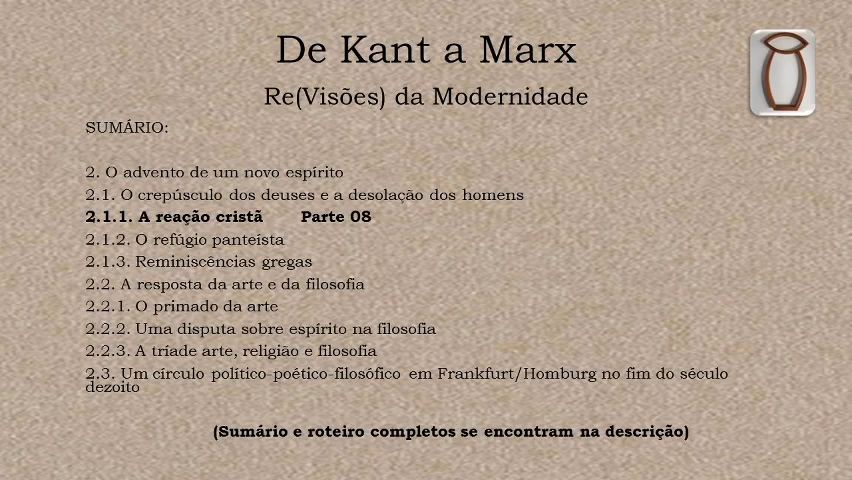 De Kant a Marx
Re(Visões) da Modernidade
SUMÁRIO:
2. O advento de um novo espírito
2.1. O crepúsculo dos deuses e a desolação dos homens
2.1.1. A reação cristã Parte 08
2.1.2. O refúgio panteísta
2.1.3. Reminiscências gregas
2.2. A resposta da arte e da filosofia
2.2.1. O primado da arte
2.2.2. Uma disputa sobre espírito na filosofia
2.2.3. A tríade arte, religião e filosofia
2.3. Um círculo político-poético-filosófico em Frankfurt/Homburg no fim do século
dezoito
(Sumário e roteiro completos se encontram na descrição)